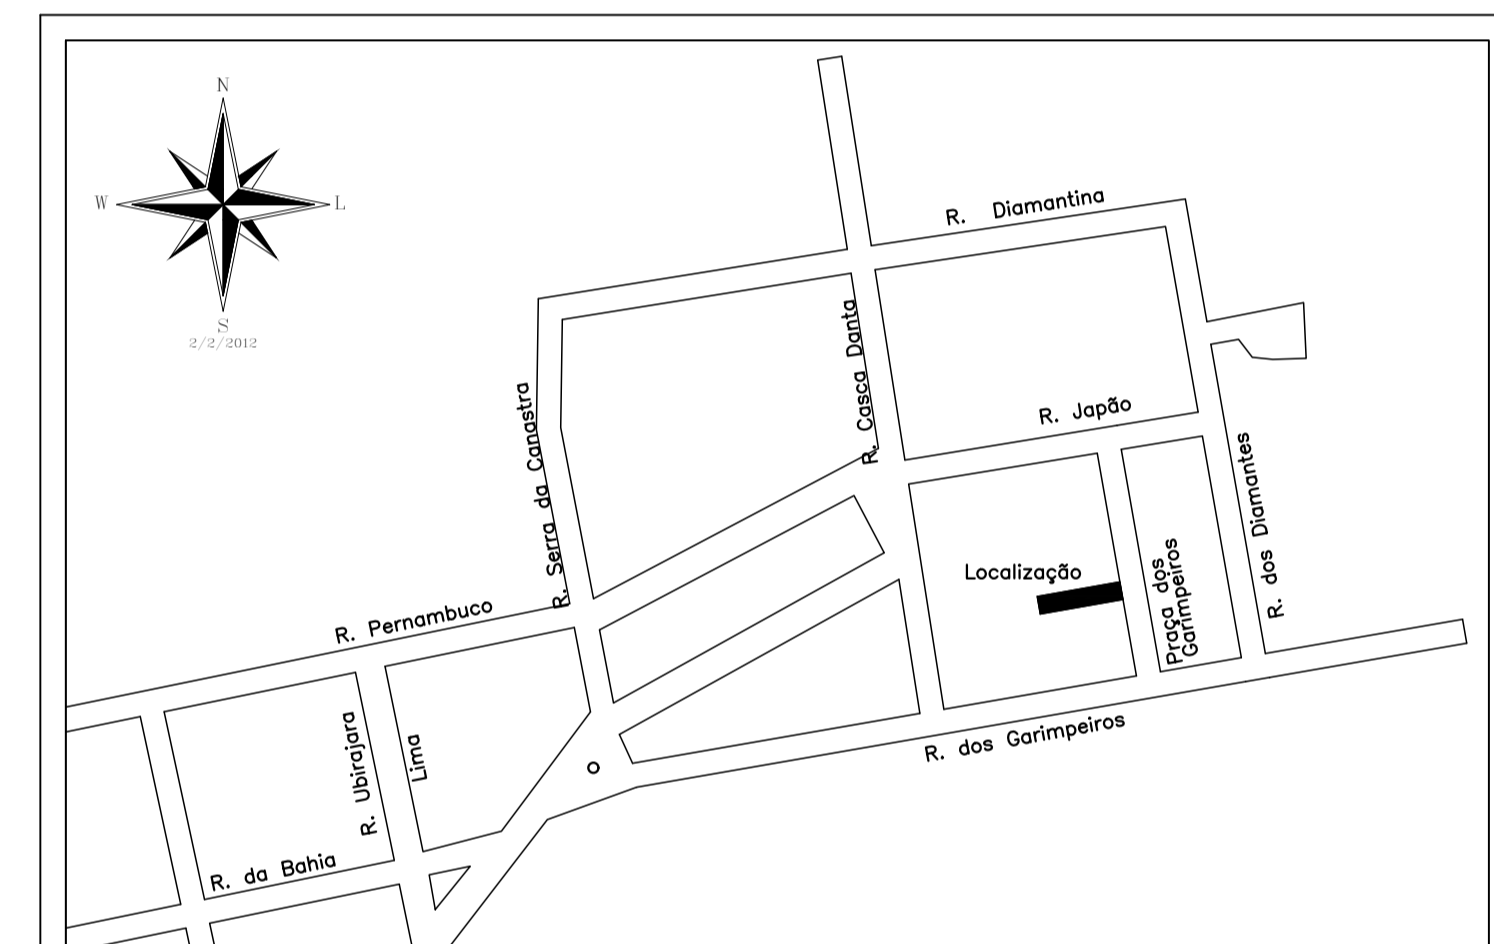 N
W
L
S
2/2/2012
R. Diamantina
R. Casca Danta
R. Serra da Canastra
R. Japão
R. dos Diamantes
Localização
Praça dos
Garimpeiros
R. Pernambuco
R. Ubirajara
Lima
R. dos Garimpeiros
R. da Bahia